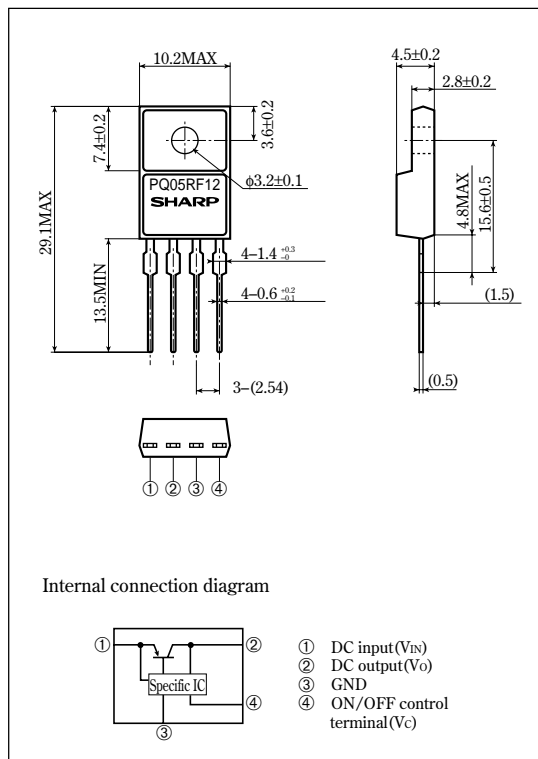 10.2MAX
4.5±0.2
2.8±0.2
7.4±0.2
3.6±0.2
29.1MAX
PQ05RF12
SHARP
ϕ3.2±0.1
4.8MAX
15.6±0.5
13.5MIN
4–1.4 +0.3 –0
4–0.6 +0.2 –0.1
(1.5)
3–(2.54)
(0.5)
① ② ③ ④
Internal connection diagram
① ②
Specific IC
④
③
① DC input(VIN)
② DC output(VO)
③ GND
④ ON/OFF control
terminal(VC)